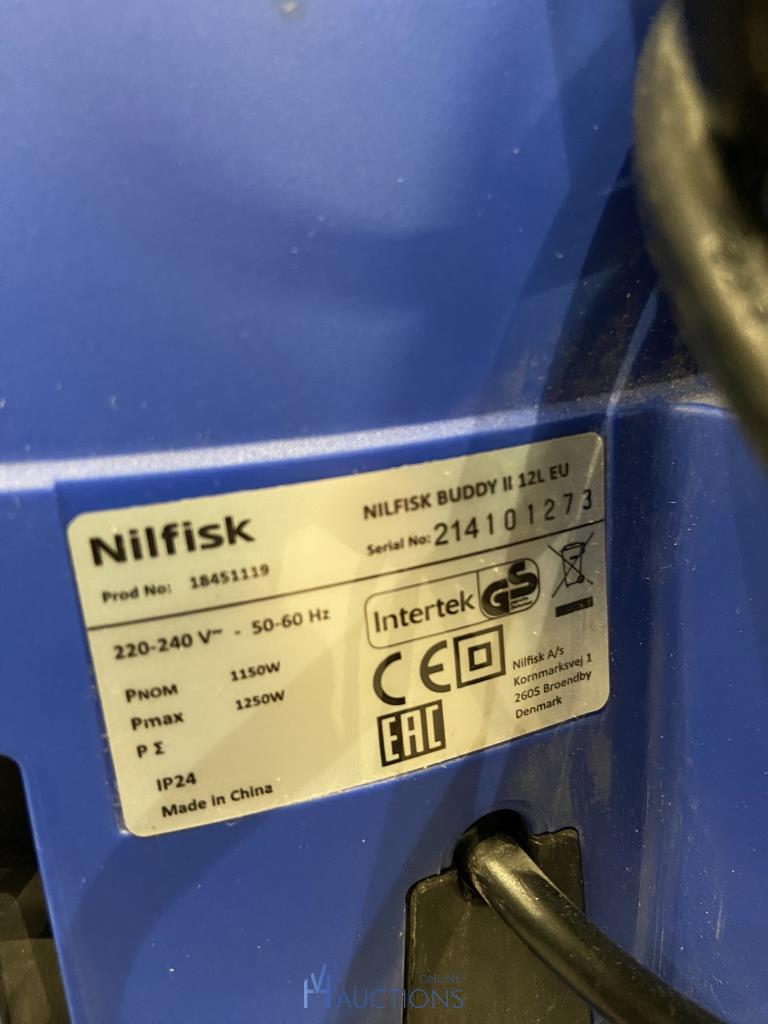 Nilfisk
NILFISK BUDDY II 12L EU
Prod No: 18451119
Serial No: 214101273
220-240 V~ - 50-60 Hz
PNOM 1150W
Pmax 1250W
P Σ
IP24
Made in China
Intertek GS
CE
EAC
Nilfisk A/s
Kornmarksvej 1
2605 Broendby
Denmark
ONLINE
AUCTIONS